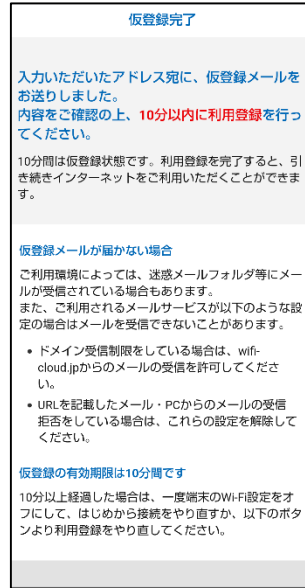 仮登録完了
入力いただいたアドレス宛に、仮登録メールを
お送りしました。
内容をご確認の上、10分以内に利用登録を行っ
てください。
10分間は仮登録状態です。利用登録を完了すると、引
き続きインターネットをご利用いただくことができま
す。
仮登録メールが届かない場合
ご利用環境によっては、迷惑メールフォルダ等にメー
ルが受信されている場合もあります。
また、ご利用されるメールサービスが以下のような設
定の場合はメールを受信できないことがあります。
• ドメイン受信制限をしている場合は、wifi-
cloud.jpからのメールの受信を許可してくださ
い。
• URLを記載したメール・PCからのメールの受信
拒否をしている場合は、これらの設定を解除して
ください。
仮登録の有効期限は10分間です
10分以上経過した場合は、一度端末のWi-Fi設定をオ
フにして、はじめから接続をやり直すか、以下のボタ
ンより利用登録をやり直してください。